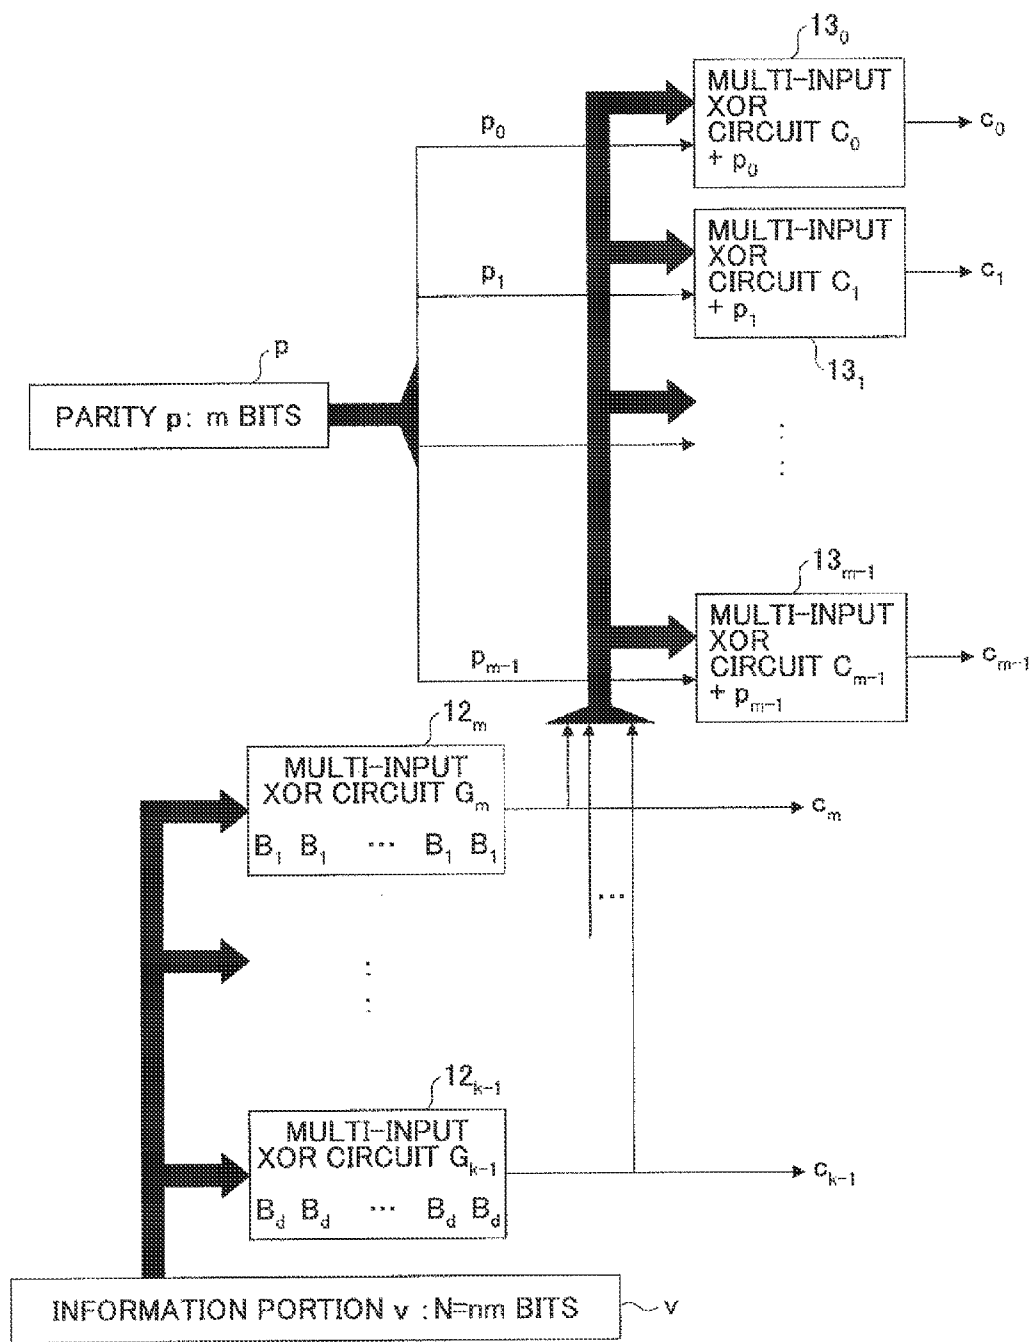 13₀
MULTI-INPUT
XOR
CIRCUIT C₀
+ p₀
c₀
p₀
MULTI-INPUT
XOR
CIRCUIT C₁
+ p₁
c₁
p₁
13₁
p
PARITY p: m BITS
13ₘ₋₁
MULTI-INPUT
XOR
CIRCUIT Cₘ₋₁
+ pₘ₋₁
cₘ₋₁
pₘ₋₁
12ₘ
MULTI-INPUT
XOR CIRCUIT Gₘ
B₁ B₁ ··· B₁ B₁
cₘ
···
12ₖ₋₁
MULTI-INPUT
XOR CIRCUIT Gₖ₋₁
B_d B_d ··· B_d B_d
cₖ₋₁
INFORMATION PORTION v :N=nm BITS
v